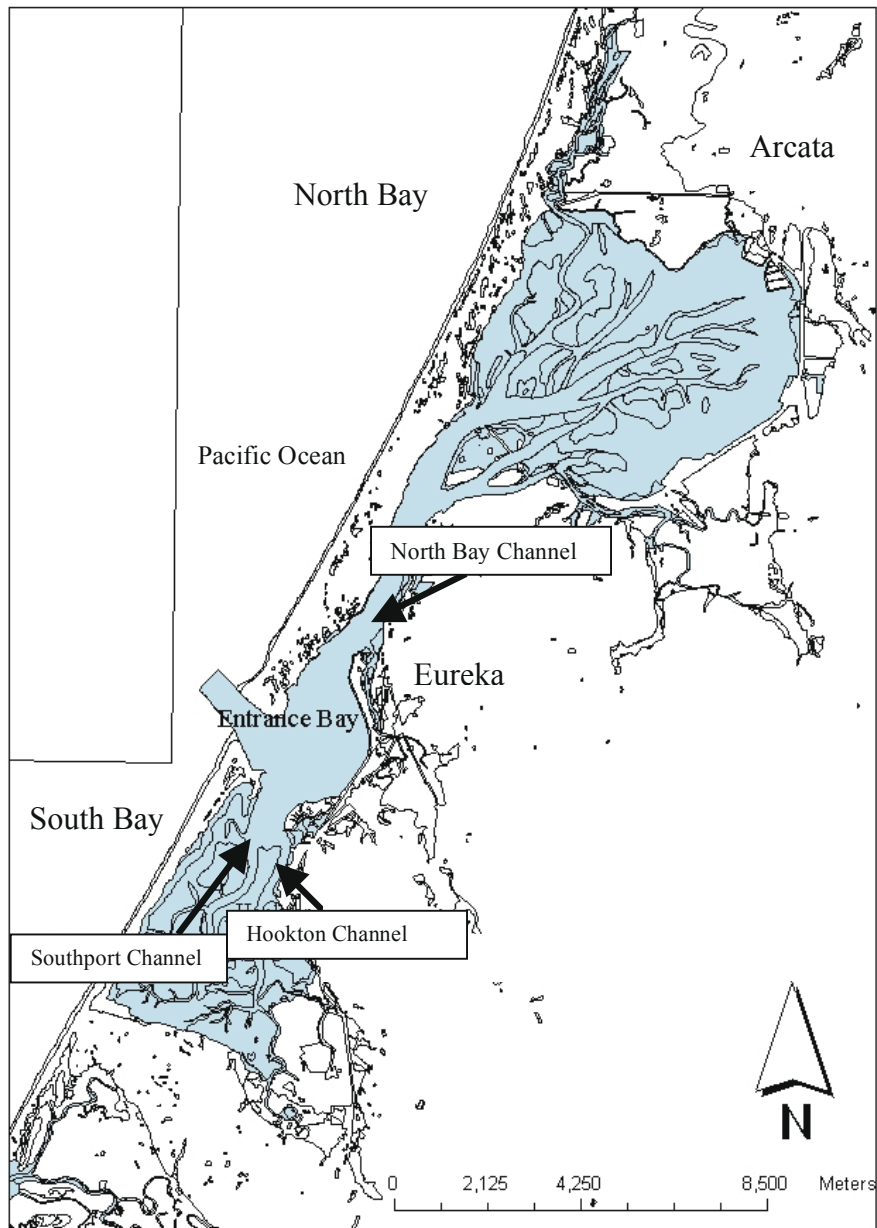 Arcata
North Bay
Pacific Ocean
North Bay Channel
Eureka
Entrance Bay
South Bay
Hookton Channel
Southport Channel
N
0 2,125 4,250 8,500 Meters